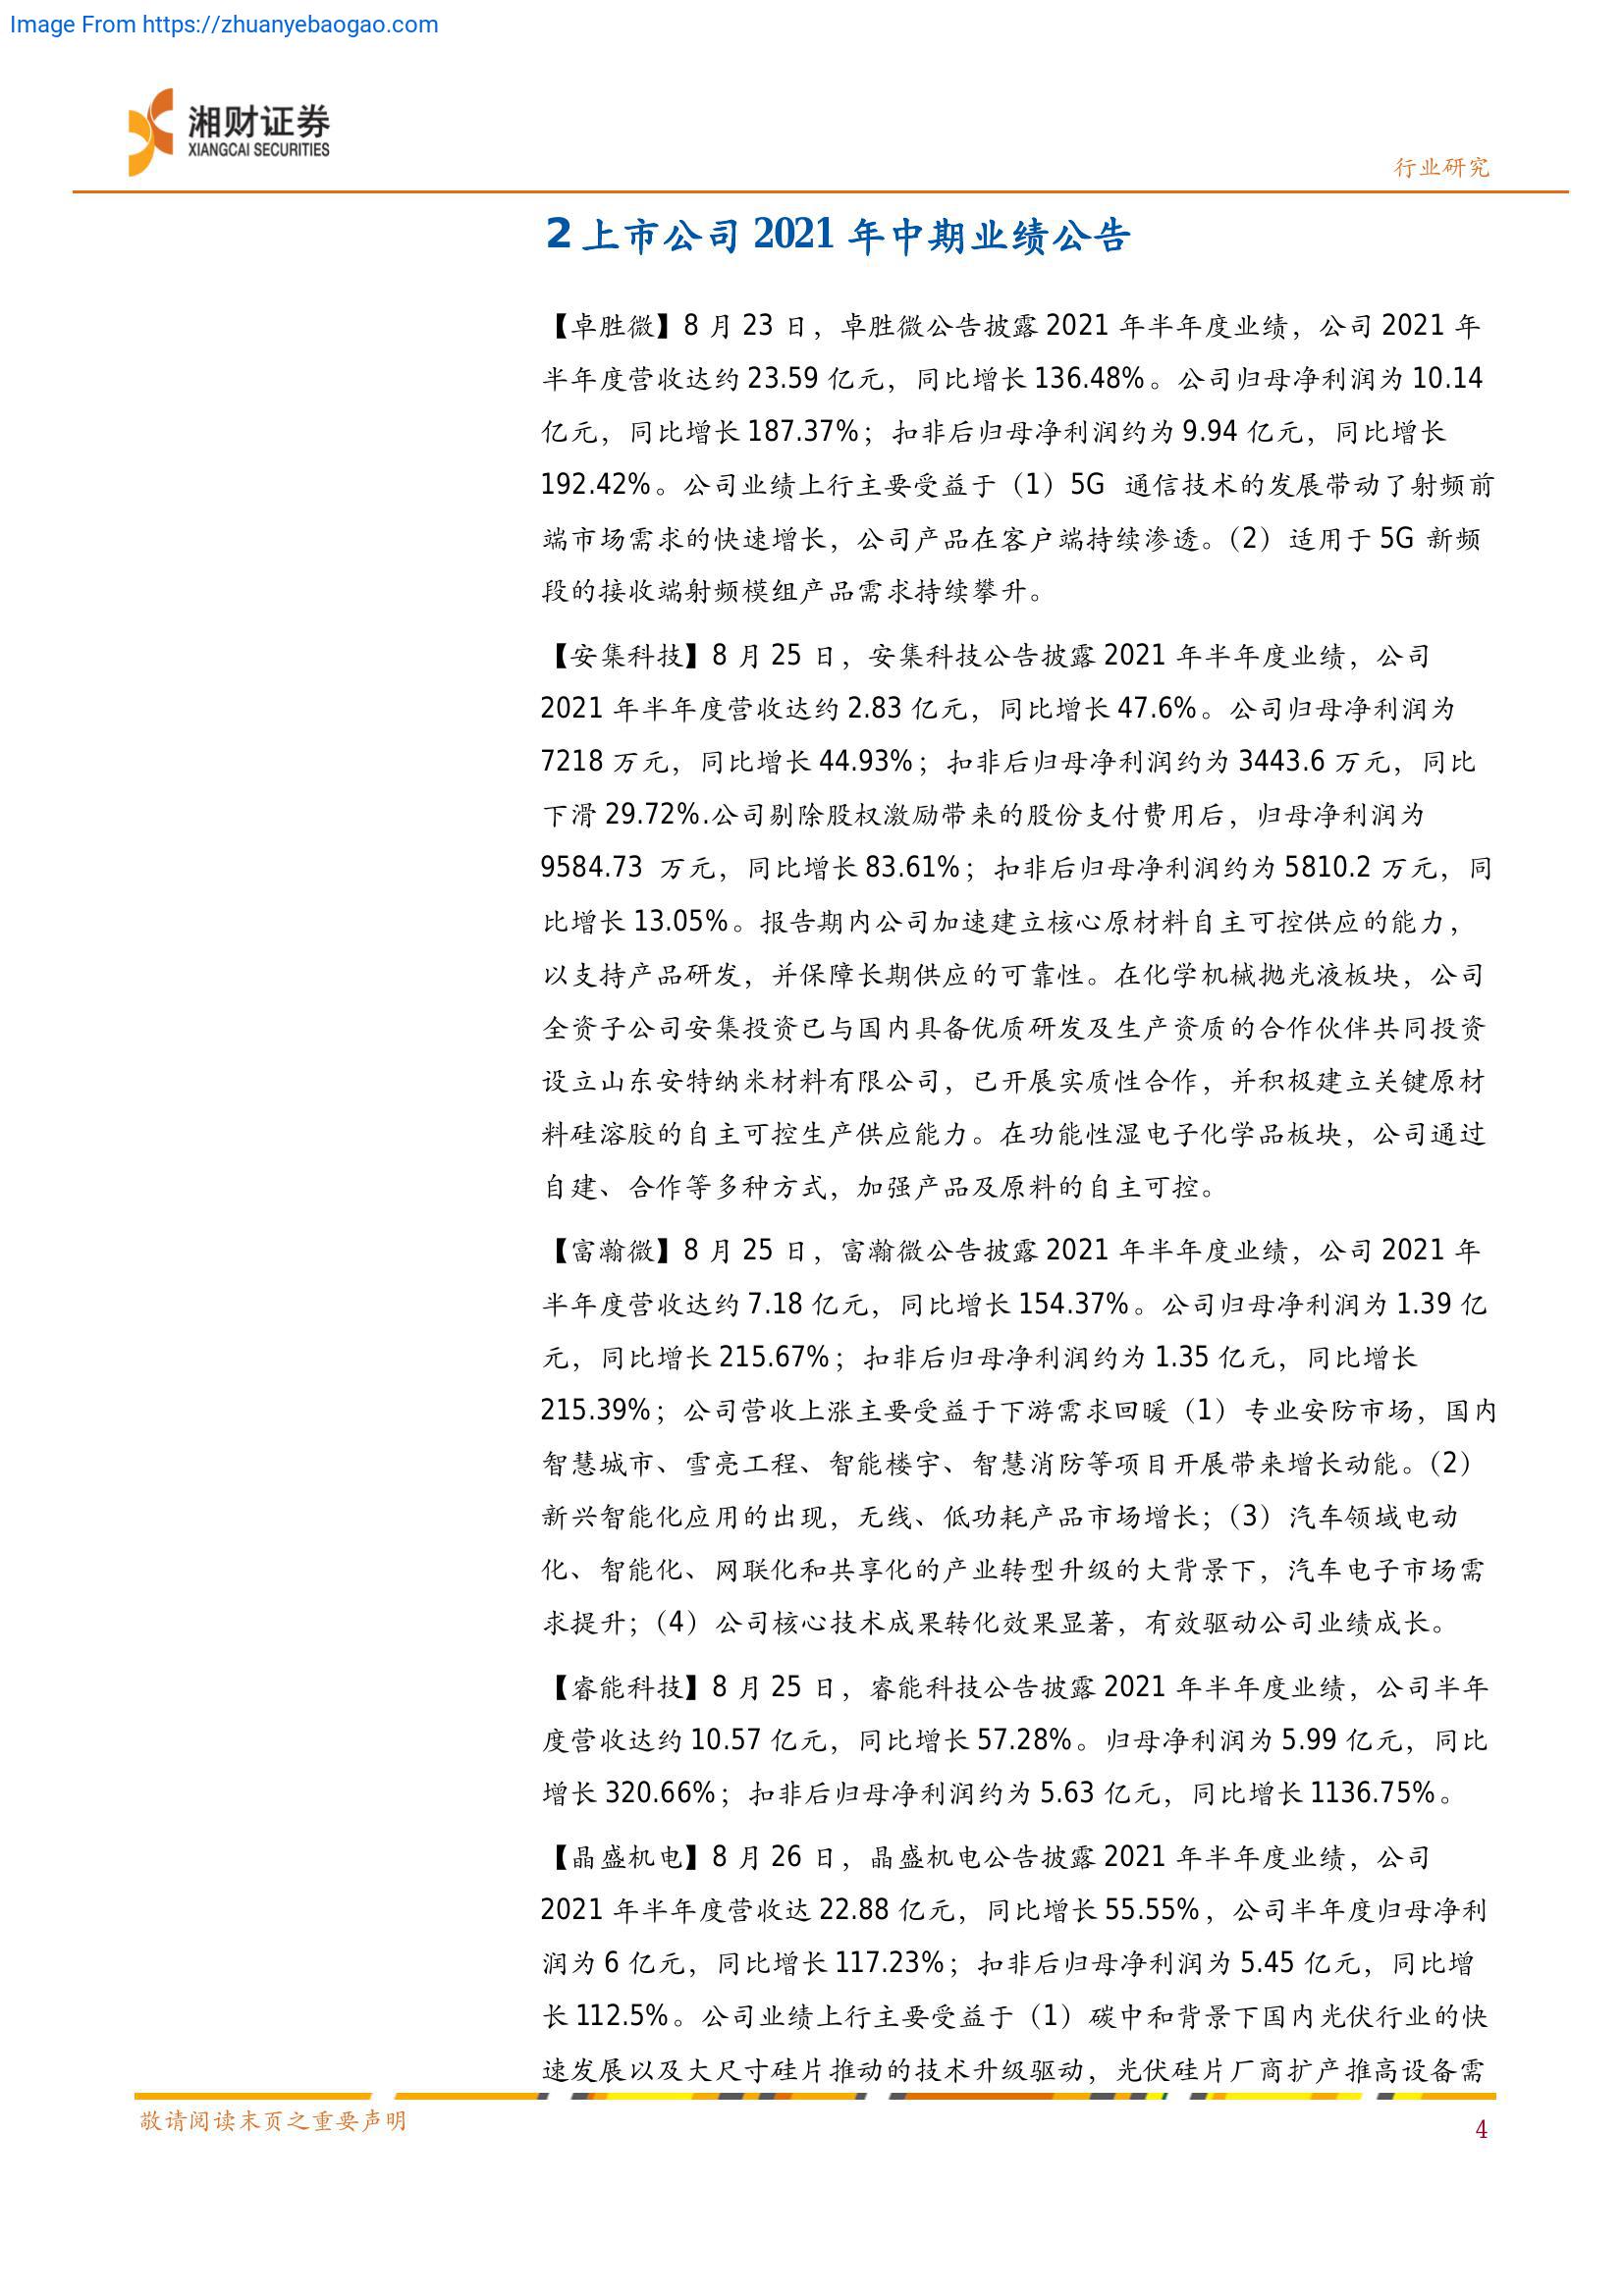 Image From https://zhuanyebaogao.com
湘财证券
XIANGCAI SECURITIES
行业研究
2 上市公司 2021 年中期业绩公告
【卓胜微】8 月 23 日，卓胜微公告披露 2021 年半年度业绩，公司 2021 年
半年度营收达约 23.59 亿元，同比增长 136.48%。公司归母净利润为 10.14
亿元，同比增长 187.37%；扣非后归母净利润约为 9.94 亿元，同比增长
192.42%。公司业绩上行主要受益于（1）5G 通信技术的发展带动了射频前
端市场需求的快速增长，公司产品在客户端持续渗透。（2）适用于 5G 新频
段的接收端射频模组产品需求持续攀升。
【安集科技】8 月 25 日，安集科技公告披露 2021 年半年度业绩，公司
2021 年半年度营收达约 2.83 亿元，同比增长 47.6%。公司归母净利润为
7218 万元，同比增长 44.93%；扣非后归母净利润约为 3443.6 万元，同比
下滑 29.72%.公司剔除股权激励带来的股份支付费用后，归母净利润为
9584.73 万元，同比增长 83.61%；扣非后归母净利润约为 5810.2 万元，同
比增长 13.05%。报告期内公司加速建立核心原材料自主可控供应的能力，
以支持产品研发，并保障长期供应的可靠性。在化学机械抛光液板块，公司
全资子公司安集投资已与国内具备优质研发及生产资质的合作伙伴共同投资
设立山东安特纳米材料有限公司，已开展实质性合作，并积极建立关键原材
料硅溶胶的自主可控生产供应能力。在功能性湿电子化学品板块，公司通过
自建、合作等多种方式，加强产品及原料的自主可控。
【富瀚微】8 月 25 日，富瀚微公告披露 2021 年半年度业绩，公司 2021 年
半年度营收达约 7.18 亿元，同比增长 154.37%。公司归母净利润为 1.39 亿
元，同比增长 215.67%；扣非后归母净利润约为 1.35 亿元，同比增长
215.39%；公司营收上涨主要受益于下游需求回暖（1）专业安防市场，国内
智慧城市、雪亮工程、智能楼宇、智慧消防等项目开展带来增长动能。（2）
新兴智能化应用的出现，无线、低功耗产品市场增长；（3）汽车领域电动
化、智能化、网联化和共享化的产业转型升级的大背景下，汽车电子市场需
求提升；（4）公司核心技术成果转化效果显著，有效驱动公司业绩成长。
【睿能科技】8 月 25 日，睿能科技公告披露 2021 年半年度业绩，公司半年
度营收达约 10.57 亿元，同比增长 57.28%。归母净利润为 5.99 亿元，同比
增长 320.66%；扣非后归母净利润约为 5.63 亿元，同比增长 1136.75%。
【晶盛机电】8 月 26 日，晶盛机电公告披露 2021 年半年度业绩，公司
2021 年半年度营收达 22.88 亿元，同比增长 55.55%，公司半年度归母净利
润为 6 亿元，同比增长 117.23%；扣非后归母净利润为 5.45 亿元，同比增
长 112.5%。公司业绩上行主要受益于（1）碳中和背景下国内光伏行业的快
速发展以及大尺寸硅片推动的技术升级驱动，光伏硅片厂商扩产推高设备需
敬请阅读末页之重要声明
4